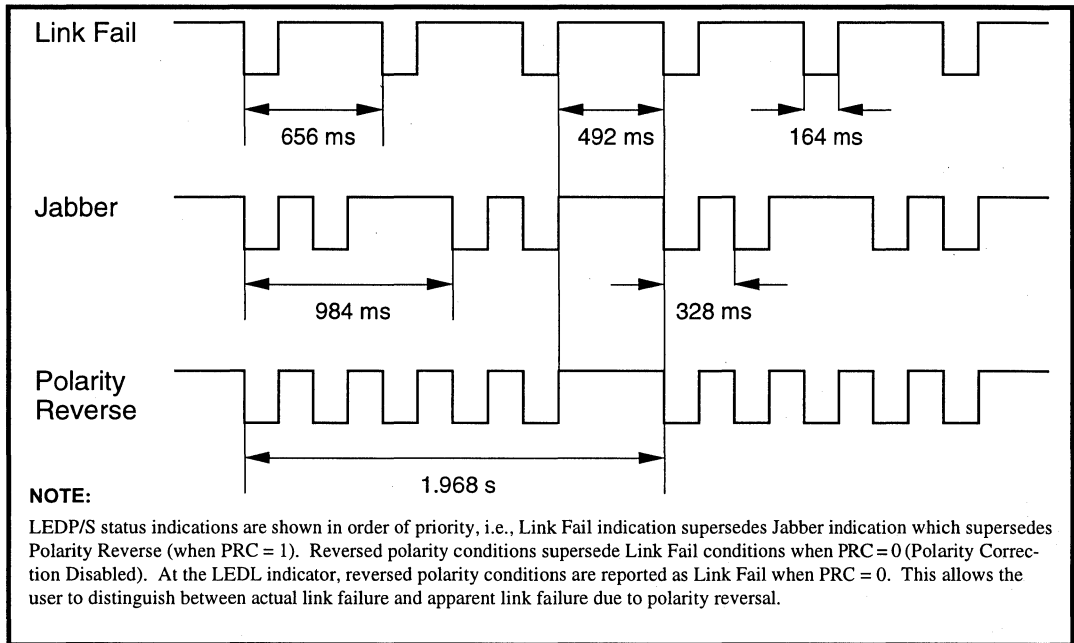 Link Fail
656 ms
492 ms
164 ms
Jabber
984 ms
328 ms
Polarity
Reverse
1.968 s
NOTE:
LEDP/S status indications are shown in order of priority, i.e., Link Fail indication supersedes Jabber indication which supersedes
Polarity Reverse (when PRC = 1).  Reversed polarity conditions supersede Link Fail conditions when PRC = 0 (Polarity Correc-
tion Disabled).  At the LEDL indicator, reversed polarity conditions are reported as Link Fail when PRC = 0.  This allows the
user to distinguish between actual link failure and apparent link failure due to polarity reversal.